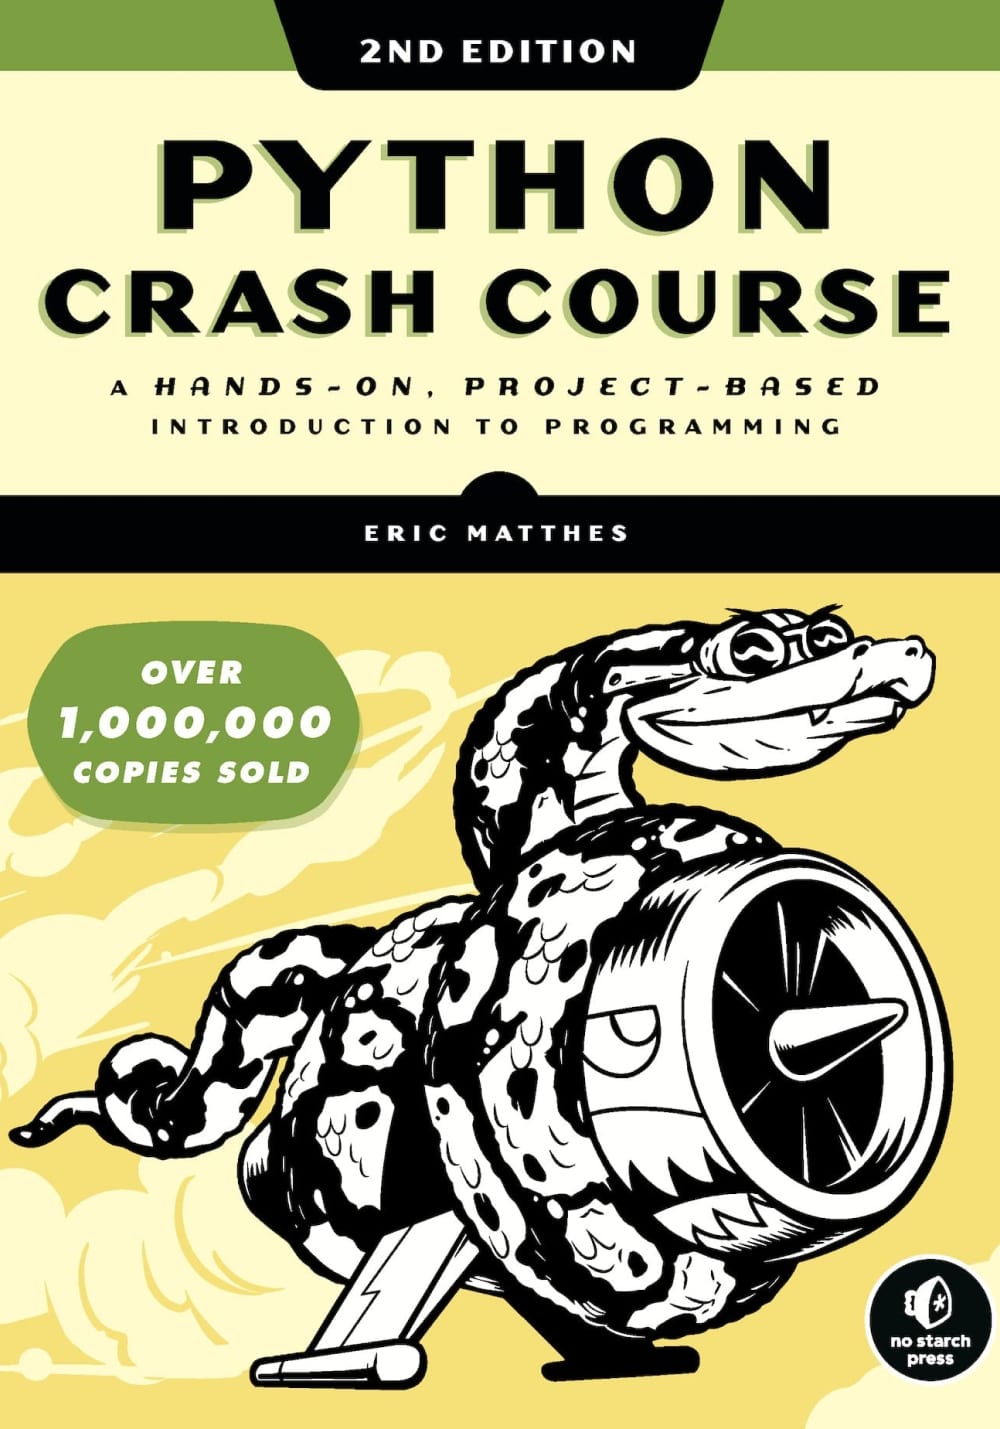 2ND EDITION
PYTHON
CRASH COURSE
A HANDS-ON, PROJECT-BASED
INTRODUCTION TO PROGRAMMING
ERIC MATTHES
OVER
1,000,000
COPIES SOLD
no starch
press